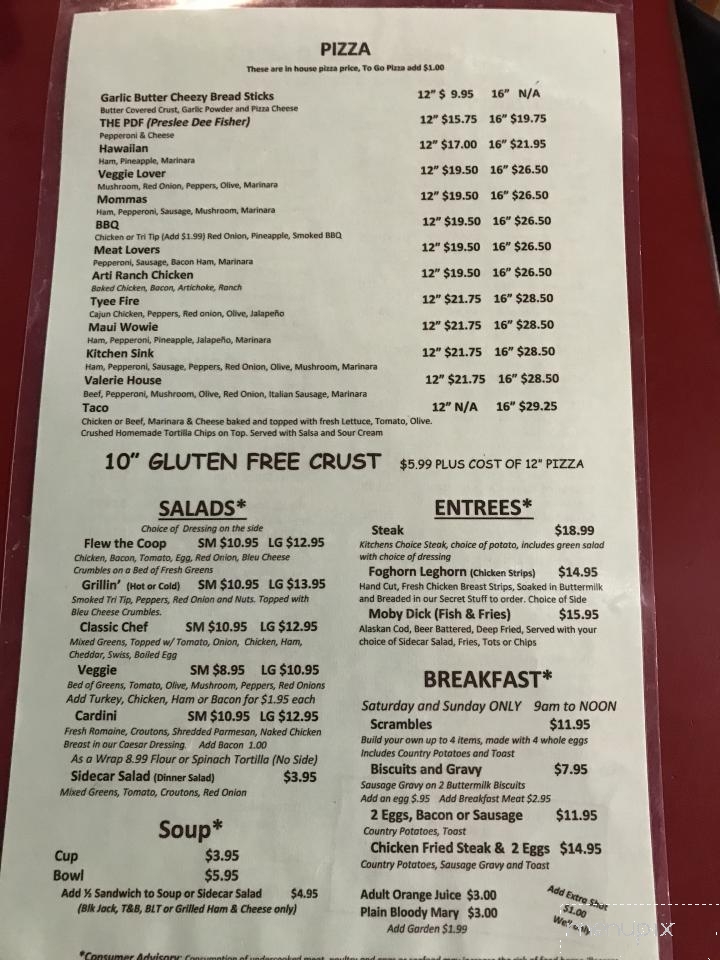 PIZZA
These are in house pizza price, To Go Pizza add $1.00
Garlic Butter Cheezy Bread Sticks 12" $ 9.95 16" N/A
Butter Covered Crust, Garlic Powder and Pizza Cheese
THE PDF (Preslee Dee Fisher) 12" $15.75 16" $19.75
Pepperoni & Cheese
Hawaiian 12" $17.00 16" $21.95
Ham, Pineapple, Marinara
Veggie Lover 12" $19.50 16" $26.50
Mushroom, Red Onion, Peppers, Olive, Marinara
Mommas 12" $19.50 16" $26.50
Ham, Pepperoni, Sausage, Mushroom, Marinara
BBQ 12" $19.50 16" $26.50
Chicken or Tri Tip (Add $1.99) Red Onion, Pineapple, Smoked BBQ
Meat Lovers 12" $19.50 16" $26.50
Pepperoni, Sausage, Bacon Ham, Marinara
Arti Ranch Chicken 12" $19.50 16" $26.50
Baked Chicken, Bacon, Artichoke, Ranch
Tyee Fire 12" $21.75 16" $28.50
Cajun Chicken, Peppers, Red onion, Olive, Jalapeño
Maui Wowie 12" $21.75 16" $28.50
Ham, Pepperoni, Pineapple, Jalapeño, Marinara
Kitchen Sink 12" $21.75 16" $28.50
Ham, Pepperoni, Sausage, Peppers, Red Onion, Olive, Mushroom, Marinara
Valerie House 12" $21.75 16" $28.50
Beef, Pepperoni, Mushroom, Olive, Red Onion, Italian Sausage, Marinara
Taco 12" N/A 16" $29.25
Chicken or Beef, Marinara & Cheese baked and topped with fresh Lettuce, Tomato, Olive.
Crushed Homemade Tortilla Chips on Top. Served with Salsa and Sour Cream
10" GLUTEN FREE CRUST $5.99 PLUS COST OF 12" PIZZA
SALADS*
Choice of Dressing on the side
Flew the Coop SM $10.95 LG $12.95
Chicken, Bacon, Tomato, Egg, Red Onion, Bleu Cheese
Crumbles on a Bed of Fresh Greens
Grillin' (Hot or Cold) SM $10.95 LG $13.95
Smoked Tri Tip, Peppers, Red Onion and Nuts. Topped with
Bleu Cheese Crumbles.
Classic Chef SM $10.95 LG $12.95
Mixed Greens, Topped w/ Tomato, Onion, Chicken, Ham,
Cheddar, Swiss, Boiled Egg
Veggie SM $8.95 LG $10.95
Bed of Greens, Tomato, Olive, Mushroom, Peppers, Red Onions
Add Turkey, Chicken, Ham or Bacon for $1.95 each
Cardini SM $10.95 LG $12.95
Fresh Romaine, Croutons, Shredded Parmesan, Naked Chicken
Breast in our Caesar Dressing. Add Bacon 1.00
As a Wrap 8.99 Flour or Spinach Tortilla (No Side)
Sidecar Salad (Dinner Salad) $3.95
Mixed Greens, Tomato, Croutons, Red Onion
Soup*
Cup $3.95
Bowl $5.95
Add ½ Sandwich to Soup or Sidecar Salad $4.95
(Blk Jack, T&B, BLT or Grilled Ham & Cheese only)
ENTREES*
Steak $18.99
Kitchens Choice Steak, choice of potato, includes green salad
with choice of dressing
Foghorn Leghorn (Chicken Strips) $14.95
Hand Cut, Fresh Chicken Breast Strips, Soaked in Buttermilk
and Breaded in our Secret Stuff to order. Choice of Side
Moby Dick (Fish & Fries) $15.95
Alaskan Cod, Beer Battered, Deep Fried, Served with your
choice of Sidecar Salad, Fries, Tots or Chips
BREAKFAST*
Saturday and Sunday ONLY 9am to NOON
Scrambles $11.95
Build your own up to 4 items, made with 4 whole eggs
Includes Country Potatoes and Toast
Biscuits and Gravy $7.95
Sausage Gravy on 2 Buttermilk Biscuits
Add an egg $.95 Add Breakfast Meat $2.95
2 Eggs, Bacon or Sausage $11.95
Country Potatoes, Toast
Chicken Fried Steak & 2 Eggs $14.95
Country Potatoes, Sausage Gravy and Toast
Adult Orange Juice $3.00
Plain Bloody Mary $3.00
Add Garden $1.99
Add Extra Shot
$1.00
menupix
*Consumer Advisory: Consumption of undercooked meat, poultry and eggs or seafood may increase the risk of food borne illnesses